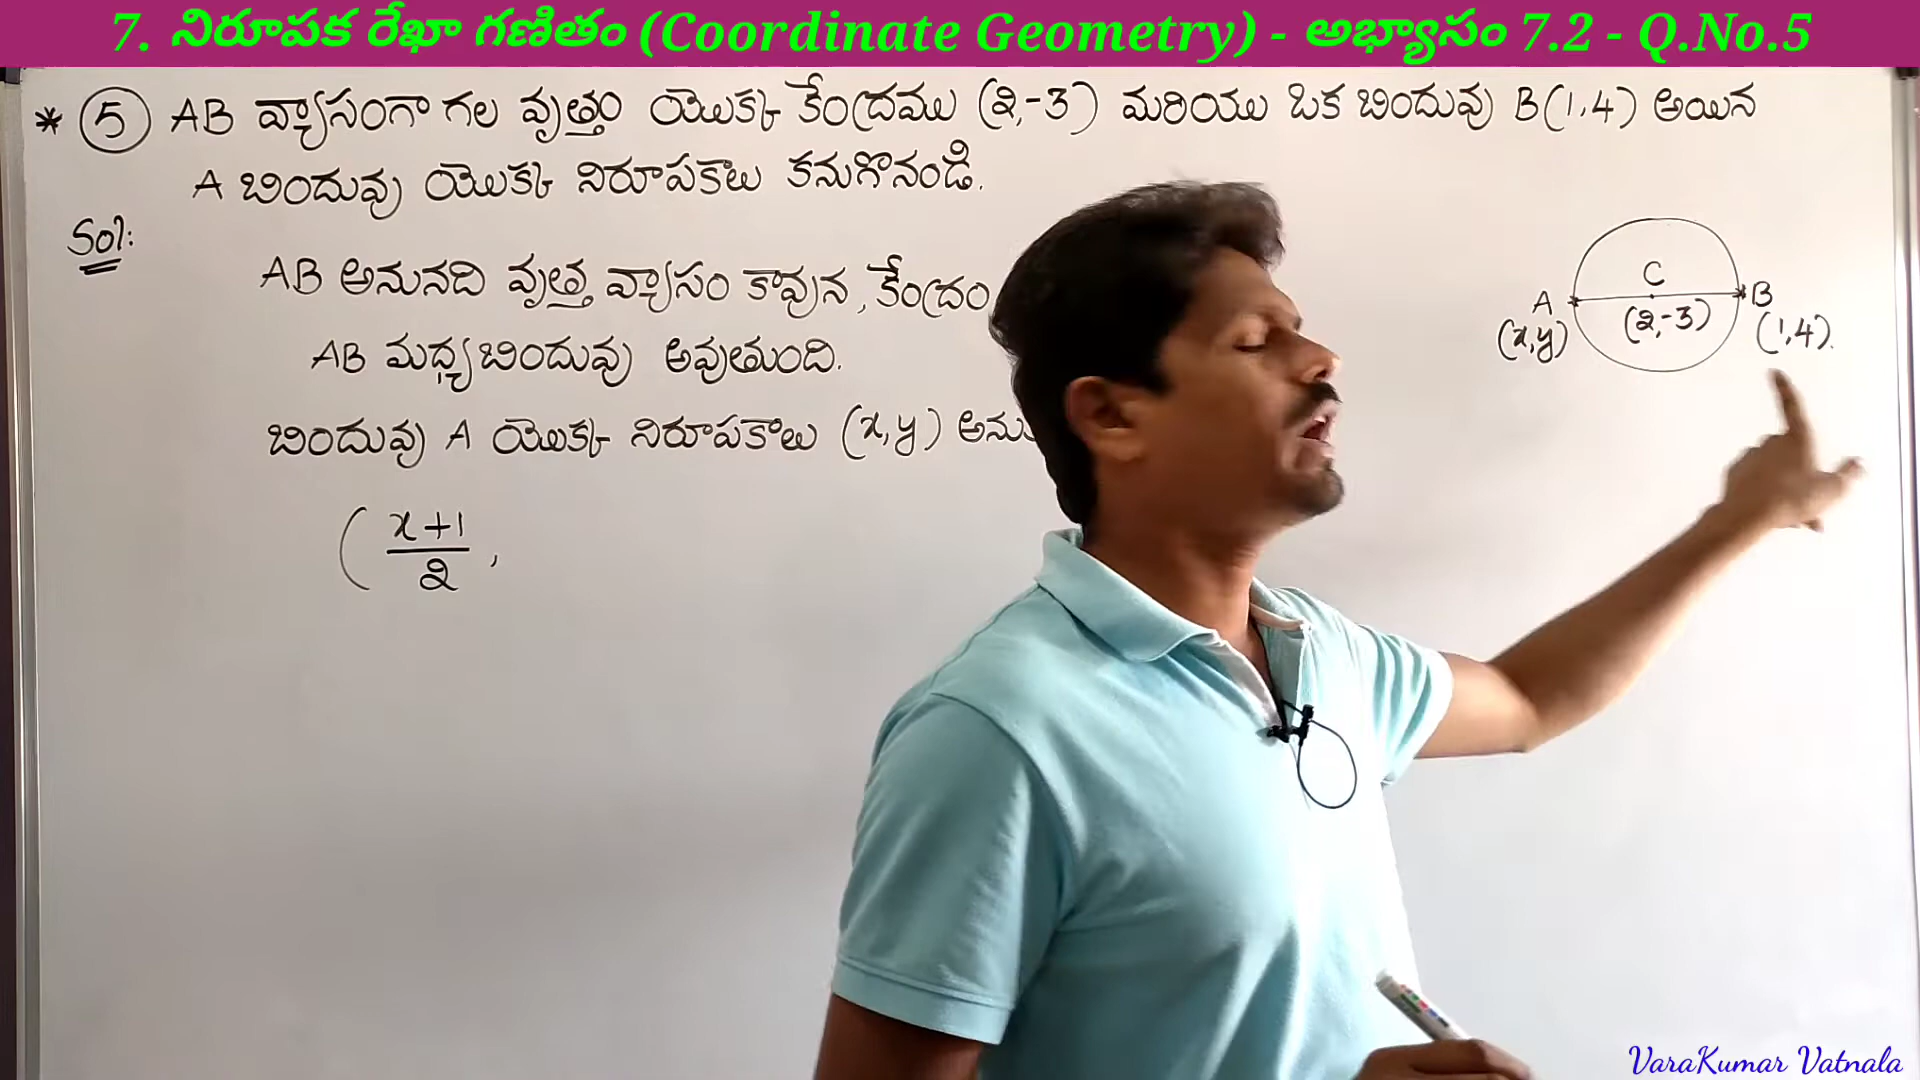 7. నిరూపక రేఖా గణితం (Coordinate Geometry) - అభ్యాసం 7.2 - Q.No.5
* 5 AB వ్యాసంగా గల వృత్తం యొక్క కేంద్రము (2,-3) మరియు ఒక బిందువు B(1,4) అయిన
A బిందువు యొక్క నిరూపకాలు కనుగొనండి.
Sol:
AB అనునది వృత్త వ్యాసం కావున, కేంద్రం
AB మధ్యబిందువు అవుతుంది.
బిందువు A యొక్క నిరూపకాలు (x,y) అను
( x+1
2 ,
C
A B
(x,y) (2,-3) (1,4).
VaraKumar Vatnala